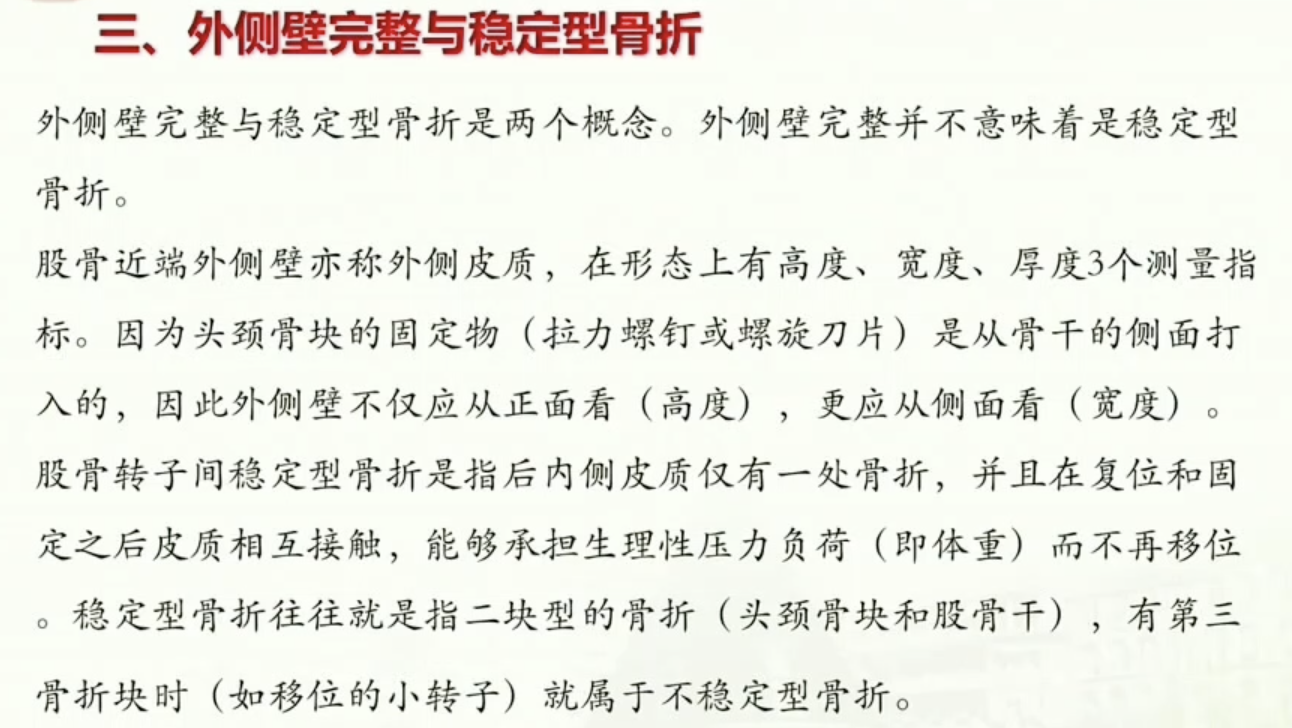 三、外侧壁完整与稳定型骨折
外侧壁完整与稳定型骨折是两个概念。外侧壁完整并不意味着是稳定型
骨折。
股骨近端外侧壁亦称外侧皮质，在形态上有高度、宽度、厚度3个测量指
标。因为头颈骨块的固定物（拉力螺钉或螺旋刀片）是从骨干的侧面打
入的，因此外侧壁不仅应从正面看（高度），更应从侧面看（宽度）。
股骨转子间稳定型骨折是指后内侧皮质仅有一处骨折，并且在复位和固
定之后皮质相互接触，能够承担生理性压力负荷（即体重）而不再移位
。稳定型骨折往往就是指二块型的骨折（头颈骨块和股骨干），有第三
骨折块时（如移位的小转子）就属于不稳定型骨折。